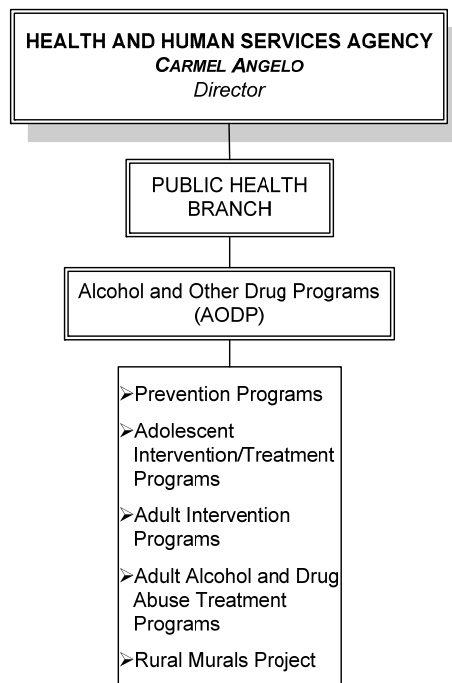 HEALTH AND HUMAN SERVICES AGENCY
CARMEL ANGELO
Director
PUBLIC HEALTH
BRANCH
Alcohol and Other Drug Programs
(AODP)
➢Prevention Programs
➢Adolescent
Intervention/Treatment
Programs
➢Adult Intervention
Programs
➢Adult Alcohol and Drug
Abuse Treatment
Programs
➢Rural Murals Project